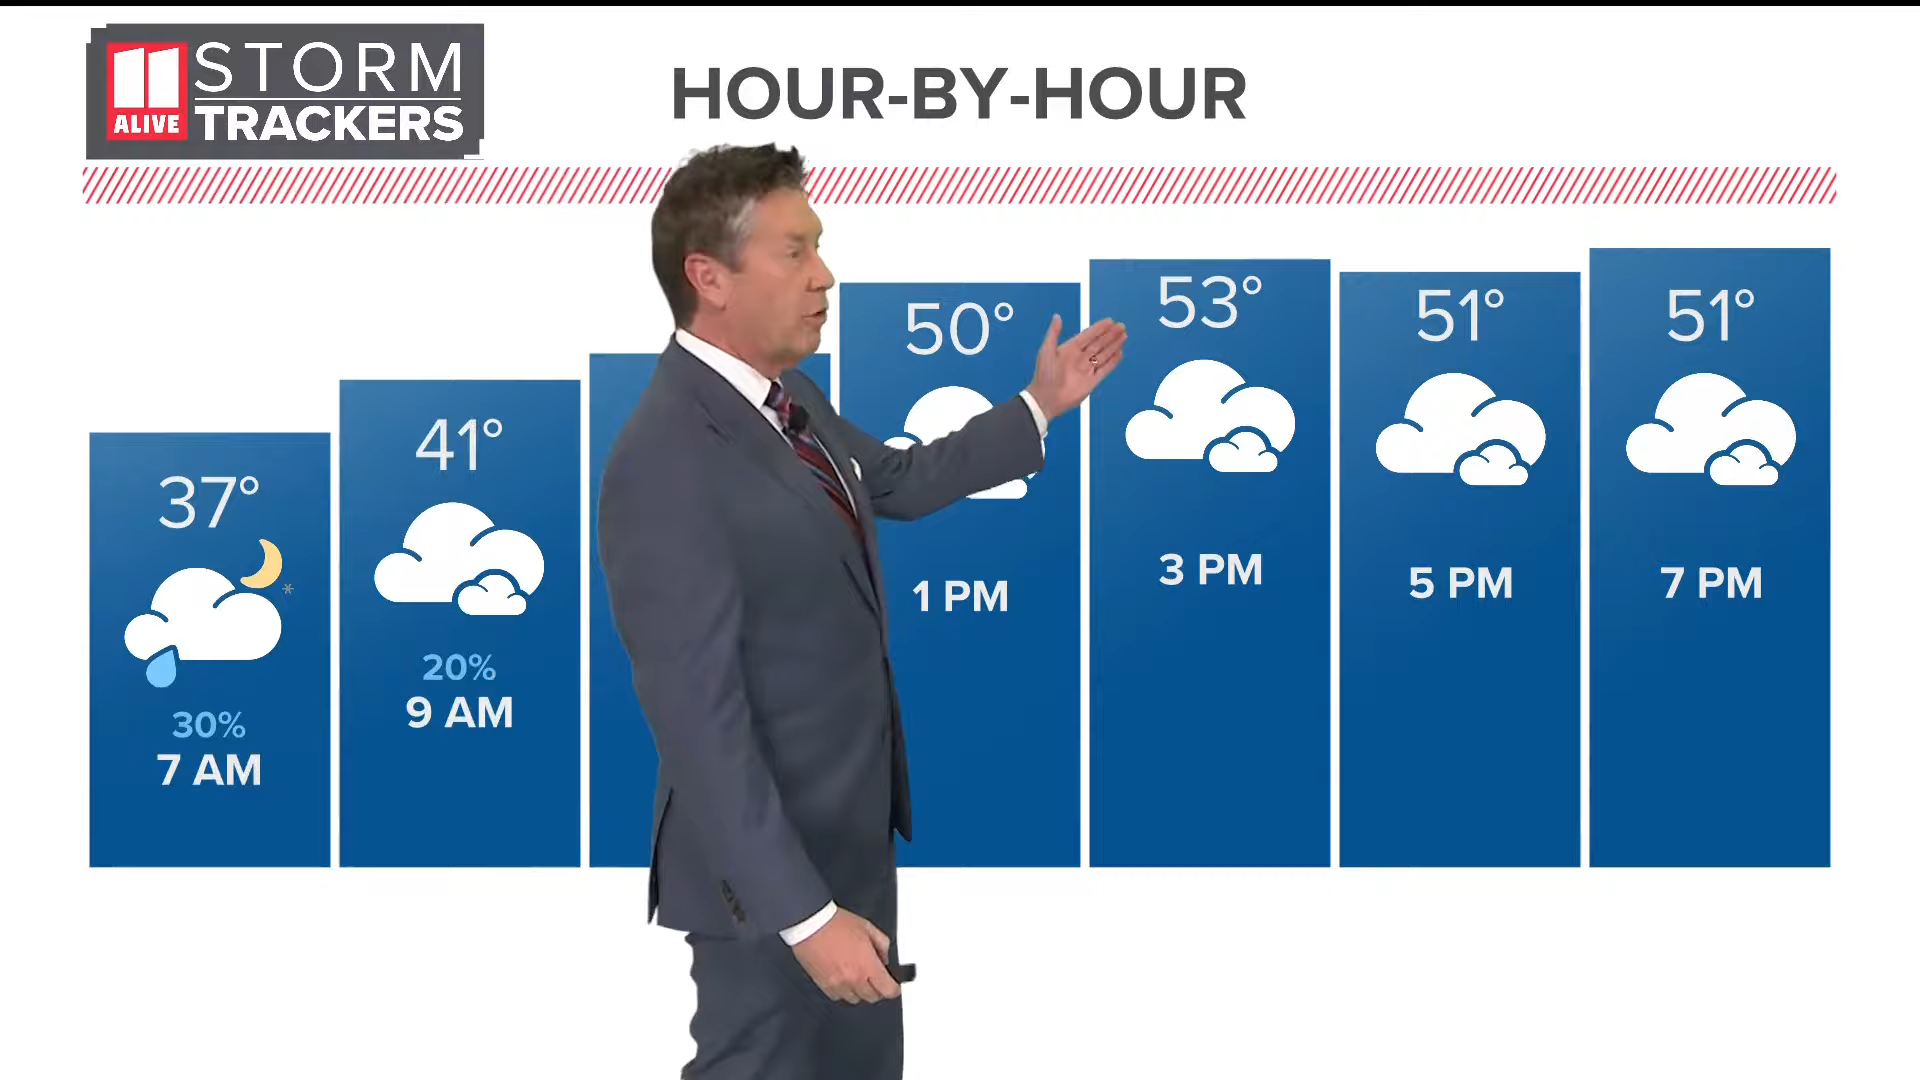 11
ALIVE
STORM
TRACKERS
HOUR-BY-HOUR
37°
30%
7 AM
41°
20%
9 AM
50°
1 PM
53°
3 PM
51°
5 PM
51°
7 PM